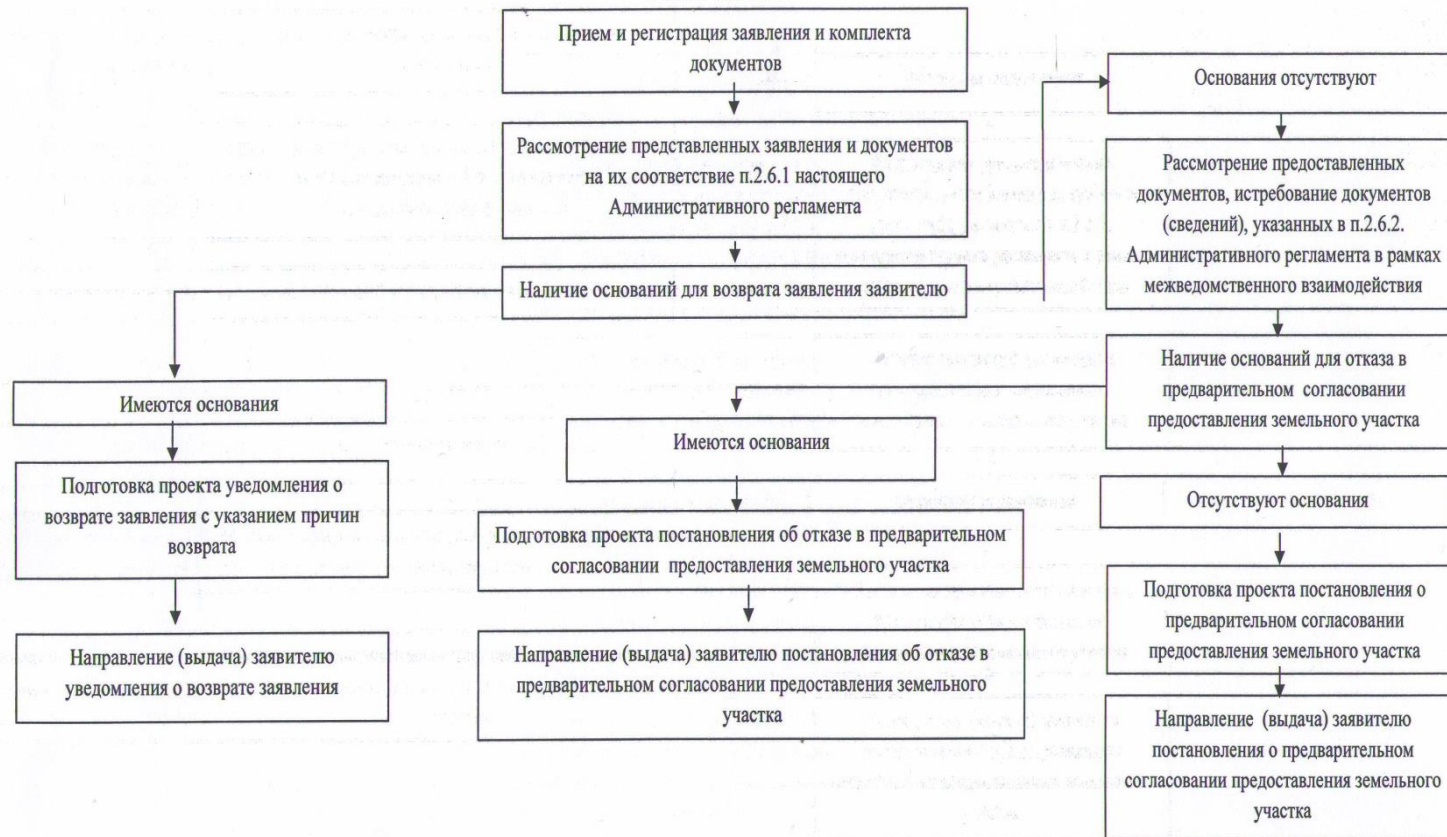 Прием и регистрация заявления и комплекта
документов
Рассмотрение представленных заявления и документов
на их соответствие п.2.6.1 настоящего
Административного регламента
Наличие оснований для возврата заявления заявителю
Основания отсутствуют
Рассмотрение предоставленных
документов, истребование документов
(сведений), указанных в п.2.6.2.
Административного регламента в рамках
межведомственного взаимодействия
Наличие оснований для отказа в
предварительном согласовании
предоставления земельного участка
Имеются основания
Подготовка проекта уведомления о
возврате заявления с указанием причин
возврата
Направление (выдача) заявителю
уведомления о возврате заявления
Имеются основания
Подготовка проекта постановления об отказе в предварительном
согласовании предоставления земельного участка
Направление (выдача) заявителю постановления об отказе в
предварительном согласовании предоставления земельного
участка
Отсутствуют основания
Подготовка проекта постановления о
предварительном согласовании
предоставления земельного участка
Направление (выдача) заявителю
постановления о предварительном
согласовании предоставления земельного
участка